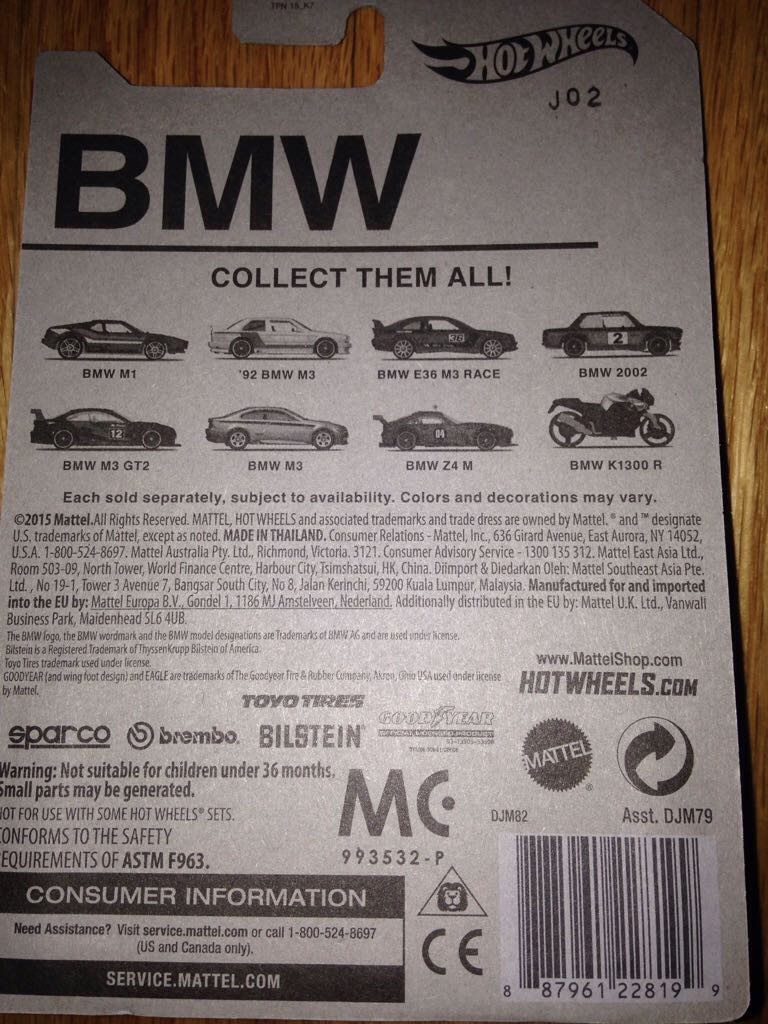 TPN 18_K7
HOT WHEELS
J02
BMW
COLLECT THEM ALL!
BMW M1
'92 BMW M3
36
BMW E36 M3 RACE
2
BMW 2002
12
BMW M3 GT2
BMW M3
04
BMW Z4 M
BMW K1300 R
Each sold separately, subject to availability. Colors and decorations may vary.
©2015 Mattel.All Rights Reserved. MATTEL, HOT WHEELS and associated trademarks and trade dress are owned by Mattel. ® and ™ designate
U.S. trademarks of Mattel, except as noted. MADE IN THAILAND. Consumer Relations - Mattel, Inc., 636 Girard Avenue, East Aurora, NY 14052,
U.S.A. 1-800-524-8697. Mattel Australia Pty. Ltd., Richmond, Victoria. 3121. Consumer Advisory Service - 1300 135 312. Mattel East Asia Ltd.,
Room 503-09, North Tower, World Finance Centre, Harbour City, Tsimshatsui, HK, China. Diimport & Diedarkan Oleh: Mattel Southeast Asia Pte.
Ltd. , No 19-1, Tower 3 Avenue 7, Bangsar South City, No 8, Jalan Kerinchi, 59200 Kuala Lumpur, Malaysia. Manufactured for and imported
into the EU by: Mattel Europa B.V., Gondel 1, 1186 MJ Amstelveen, Nederland. Additionally distributed in the EU by: Mattel U.K. Ltd., Vanwall
Business Park, Maidenhead SL6 4UB.
The BMW logo, the BMW wordmark and the BMW model designations are Trademarks of BMW AG and are used under license.
Bilstein is a Registered Trademark of ThyssenKrupp Bilstein of America.
Toyo Tires trademark used under license.
GOODYEAR (and wing foot design) and EAGLE are trademarks of The Goodyear Tire & Rubber Company, Akron, Ohio USA used under license
by Mattel.
www.MattelShop.com
HOTWHEELS.COM
TOYO TIRES
sparco
brembo.
BILSTEIN
GOODYEAR
OFFICIAL LICENSED PRODUCT
MATTEL
®
Warning: Not suitable for children under 36 months.
Small parts may be generated.
NOT FOR USE WITH SOME HOT WHEELS® SETS.
CONFORMS TO THE SAFETY
REQUIREMENTS OF ASTM F963.
MC
993532-P
DJM82
Asst. DJM79
CONSUMER INFORMATION
Need Assistance? Visit service.mattel.com or call 1-800-524-8697
(US and Canada only).
SERVICE.MATTEL.COM
CE
8 87961 22819 9